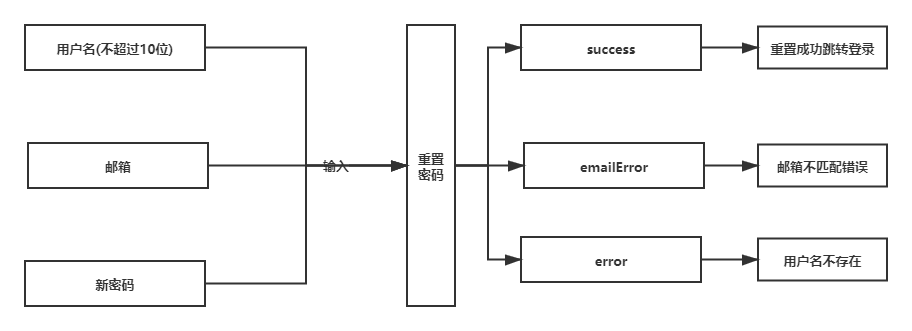 用户名(不超过10位)
邮箱
新密码
输入
重置
密码
success
emailError
error
重置成功跳转登录
邮箱不匹配错误
用户名不存在